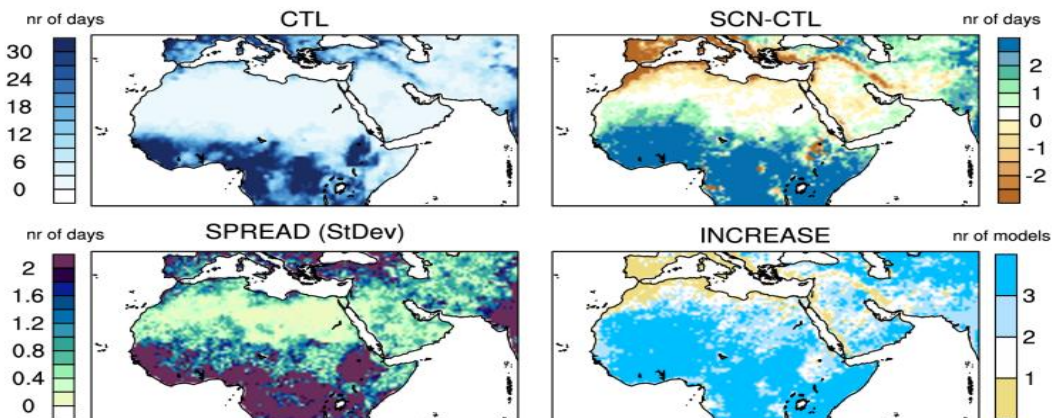 nr of days
CTL
30
24
18
12
6
0
SCN-CTL
nr of days
2
1
0
-1
-2
nr of days
SPREAD (StDev)
2
1.6
1.2
0.8
0.4
0
INCREASE
nr of models
3
2
1